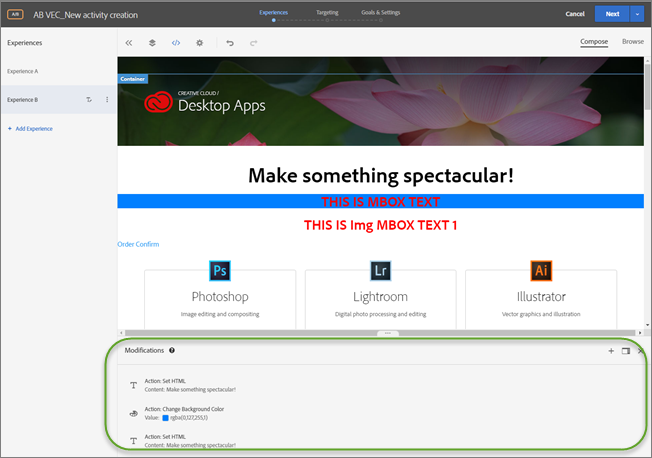 A/B AB VEC_New activity creation Experiences Targeting Goals & Settings Cancel Next
Experiences
Compose Browse
Experience A
Experience B
+ Add Experience
Container
CREATIVE CLOUD /
Desktop Apps
Make something spectacular!
THIS IS MBOX TEXT
THIS IS Img MBOX TEXT 1
Order Confirm
Ps Lr Ai
Photoshop Lightroom Illustrator
Image editing and compositing Digital photo processing and editing Vector graphics and illustration
Modifications
Action: Set HTML
Content: Make something spectacular!
Action: Change Background Color
Value: rgba(0,127,255,1)
Action: Set HTML
Content: Make something spectacular!